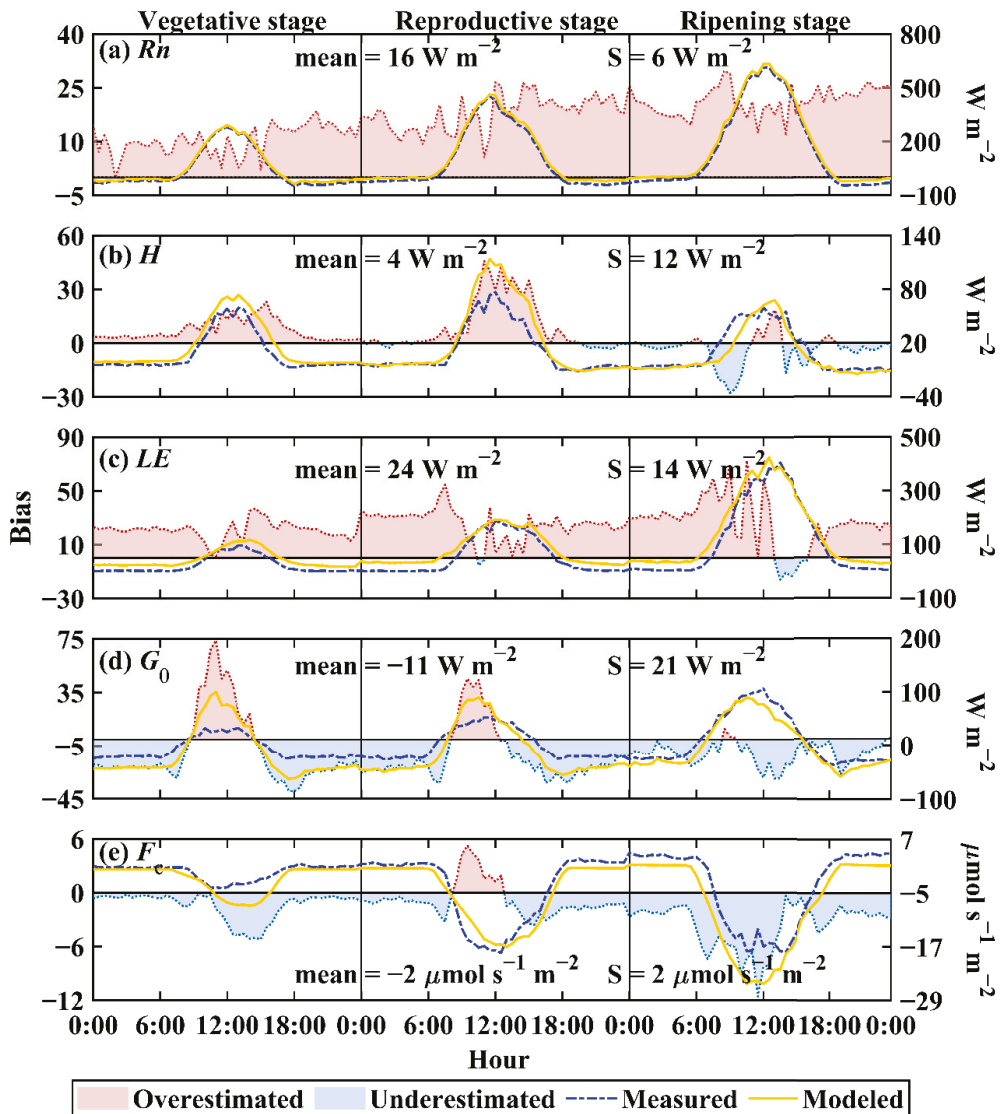 Vegetative stage Reproductive stage Ripening stage
40 (a) Rn mean = 16 W m−2 S = 6 W m−2 800
25 500
10 200
−5 −100
W m−2
60 (b) H mean = 4 W m−2 S = 12 W m−2 140
30 80
0 20
−30 −40
W m−2
90 (c) LE mean = 24 W m−2 S = 14 W m−2 500
50 300
10 100
−30 −100
W m−2
Bias
75 (d) G0 mean = −11 W m−2 S = 21 W m−2 200
35 100
−5 0
−45 −100
W m−2
6 (e) Fc 7
0 −5
−6 −17
mean = −2 μmol s−1 m−2 S = 2 μmol s−1 m−2
−12 −29
μmol s−1 m−2
0:00 6:00 12:00 18:00 0:00 6:00 12:00 18:00 0:00 6:00 12:00 18:00 0:00
Hour
Overestimated Underestimated Measured Modeled